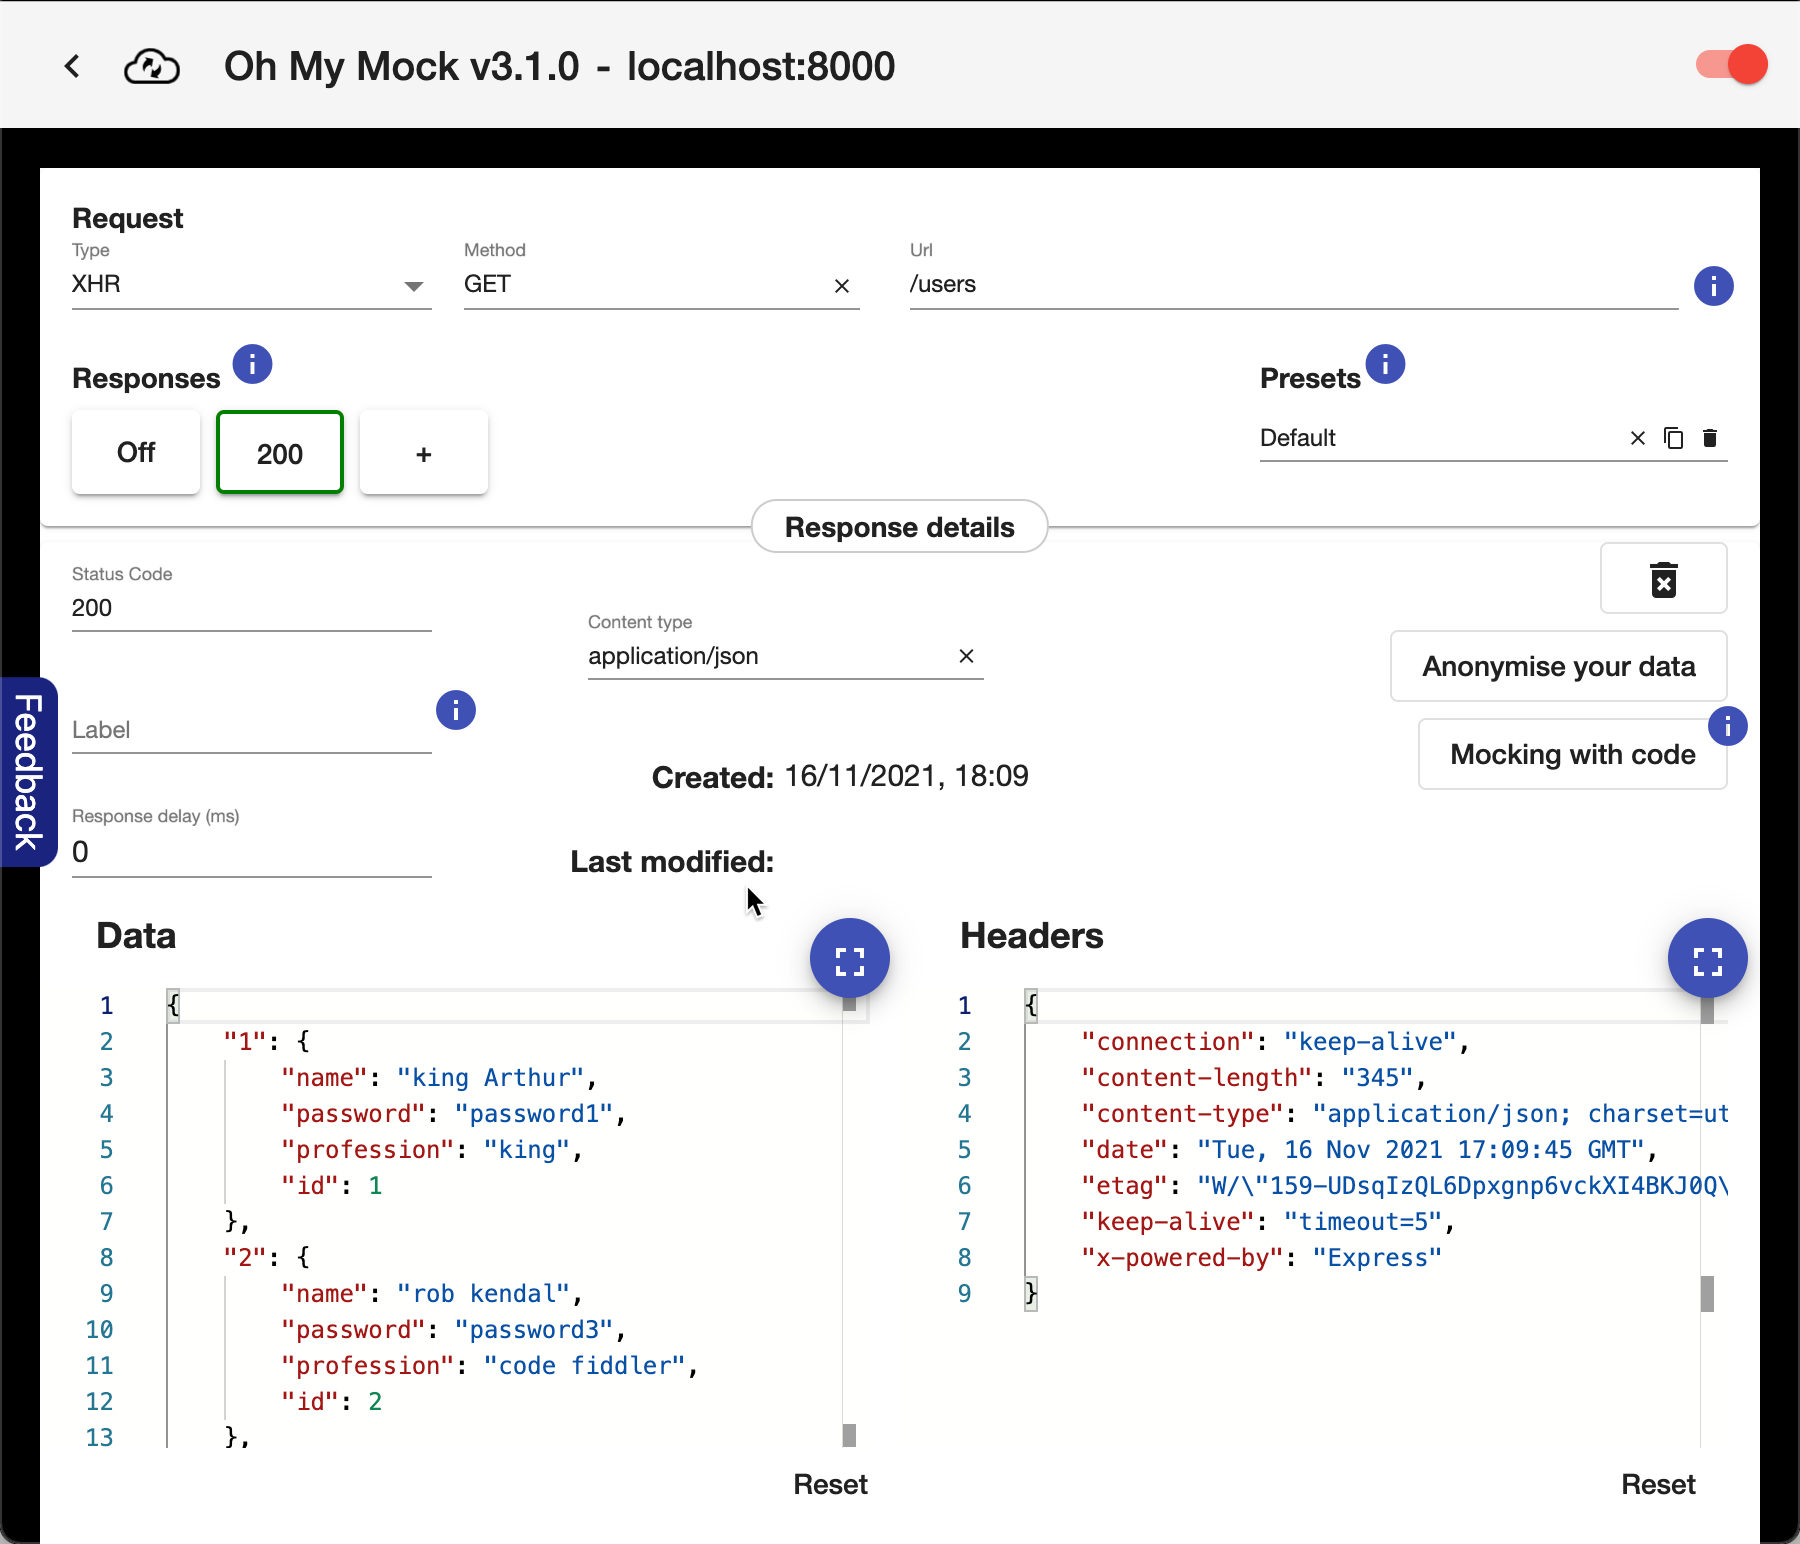 Oh My Mock v3.1.0 - localhost:8000
Request
Type
Method
Url
XHR
GET
/users
Responses
Presets
Off
200
+
Default
Response details
Status Code
200
Content type
application/json
Anonymise your data
Label
Mocking with code
Feedback
Created: 16/11/2021, 18:09
Response delay (ms)
0
Last modified:
Data
1 {
2 "1": {
3 "name": "king Arthur",
4 "password": "password1",
5 "profession": "king",
6 "id": 1
7 },
8 "2": {
9 "name": "rob kendal",
10 "password": "password3",
11 "profession": "code fiddler",
12 "id": 2
13 },
Reset
Headers
1 {
2 "connection": "keep-alive",
3 "content-length": "345",
4 "content-type": "application/json; charset=ut
5 "date": "Tue, 16 Nov 2021 17:09:45 GMT",
6 "etag": "W/\"159-UDsqIzQL6Dpxgnp6vckXI4BKJ0Q\
7 "keep-alive": "timeout=5",
8 "x-powered-by": "Express"
9 }
Reset